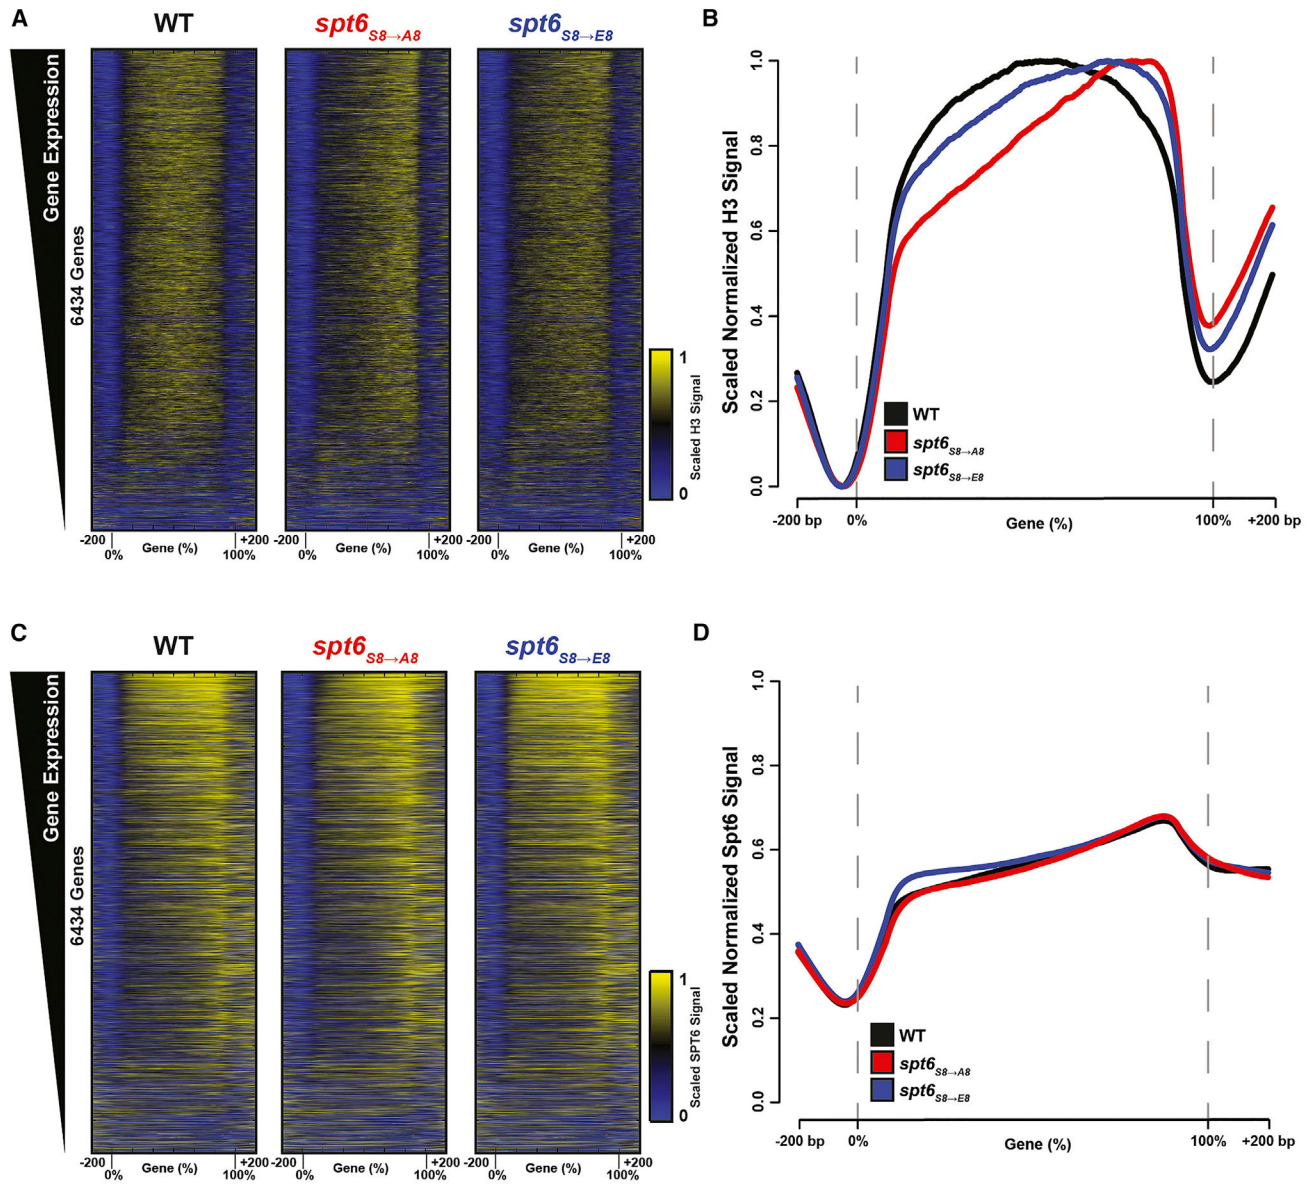 A
WT
spt6S8→A8
spt6S8→E8
Gene Expression
6434 Genes
-200
0%
Gene (%)
+200
100%
-200
0%
Gene (%)
+200
100%
-200
0%
Gene (%)
+200
100%
1
0
Scaled H3 Signal
B
Scaled Normalized H3 Signal
1.0
0.8
0.6
0.4
0.2
0.0
WT
spt6S8→A8
spt6S8→E8
-200 bp
0%
Gene (%)
100%
+200 bp
C
WT
spt6S8→A8
spt6S8→E8
Gene Expression
6434 Genes
-200
0%
Gene (%)
+200
100%
-200
0%
Gene (%)
+200
100%
-200
0%
Gene (%)
+200
100%
1
0
Scaled SPT6 Signal
D
Scaled Normalized Spt6 Signal
1.0
0.8
0.6
0.4
0.2
0.0
WT
spt6S8→A8
spt6S8→E8
-200 bp
0%
Gene (%)
100%
+200 bp